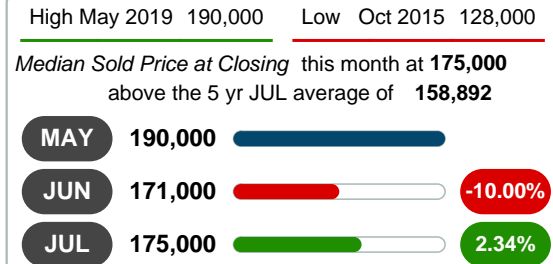 High May 2019 190,000 Low Oct 2015 128,000
Median Sold Price at Closing this month at 175,000
above the 5 yr JUL average of 158,892
MAY 190,000
JUN 171,000 -10.00%
JUL 175,000 2.34%